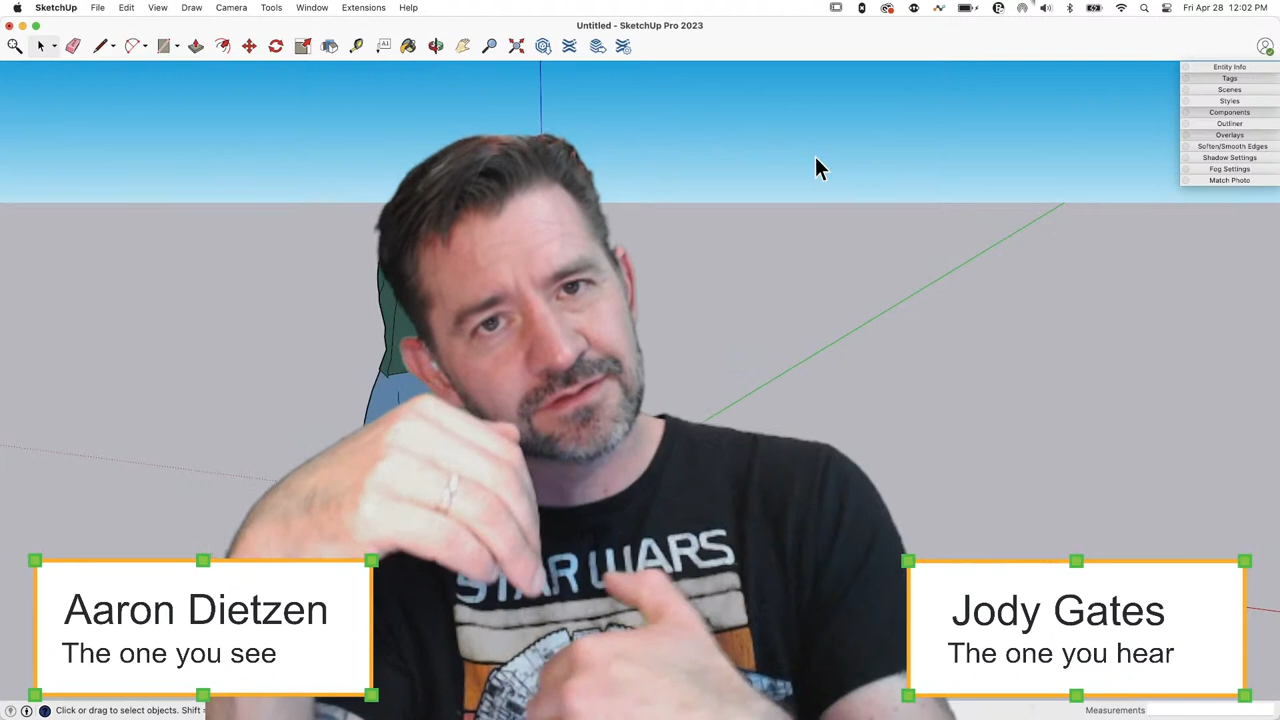 SketchUp File Edit View Draw Camera Tools Window Extensions Help Fri Apr 28 12:02 PM
Untitled - SketchUp Pro 2023
Entity Info
Tags
Scenes
Styles
Components
Outliner
Overlays
Soften/Smooth Edges
Shadow Settings
Fog Settings
Match Photo
STAR WARS
Aaron Dietzen
The one you see
Jody Gates
The one you hear
Click or drag to select objects. Shift =
Measurements